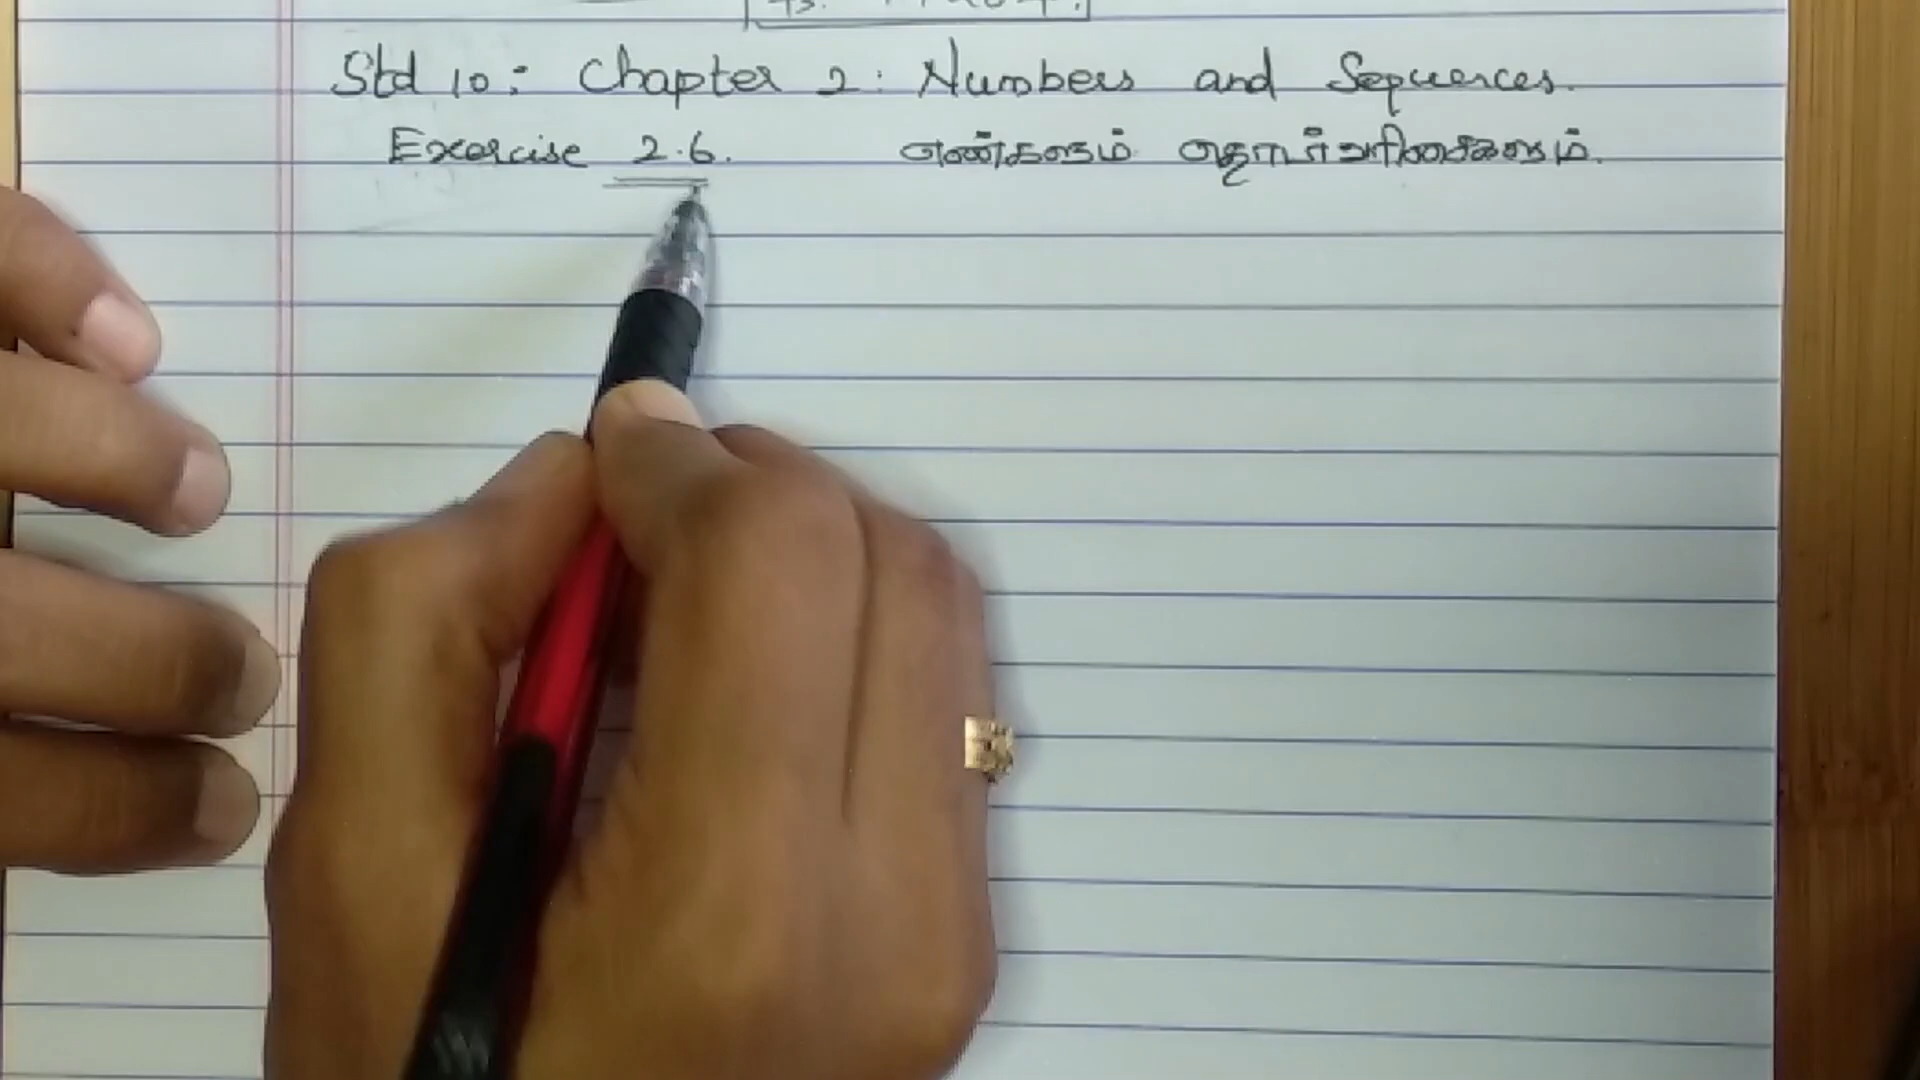 Std 10: Chapter 2: Numbers and Sequences.
Exercise 2.6. எண்களும் தொடர்வரிசைகளும்.